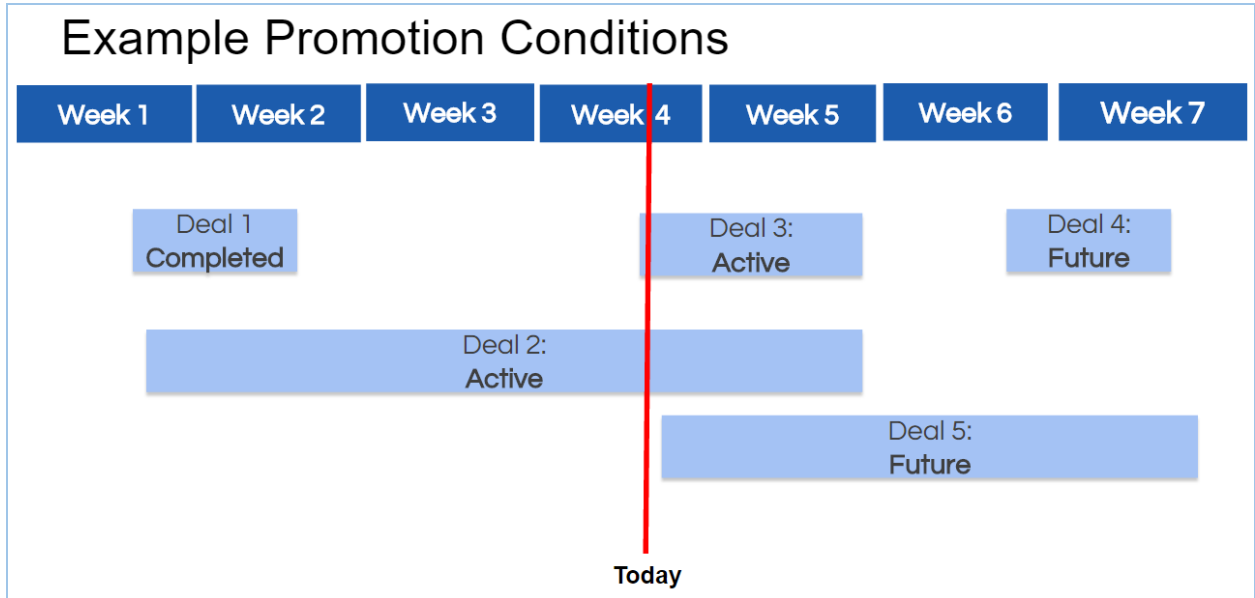 Example Promotion Conditions
Week 1
Week 2
Week 3
Week 4
Week 5
Week 6
Week 7
Deal 1
Completed
Deal 3:
Active
Deal 4:
Future
Deal 2:
Active
Deal 5:
Future
Today